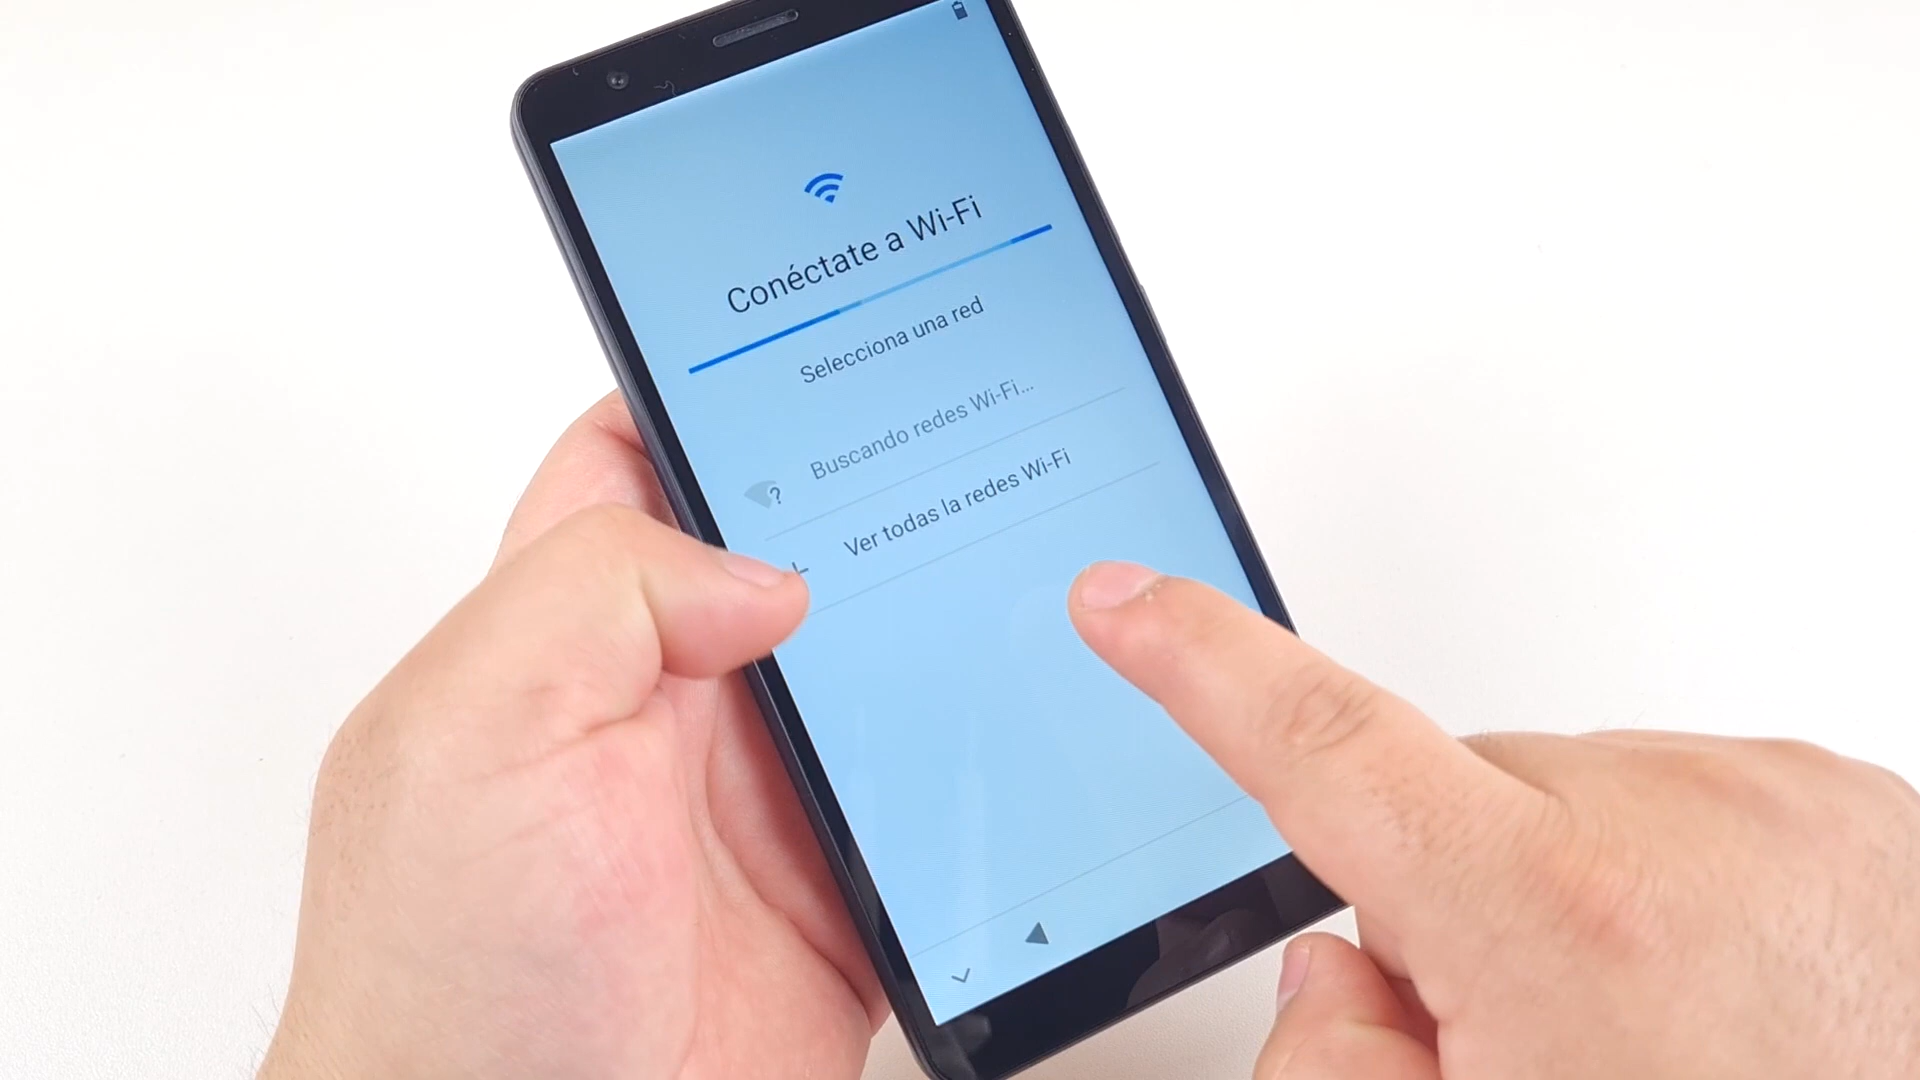 Conéctate a Wi-Fi
Selecciona una red
Buscando redes Wi-Fi...
Ver todas la redes Wi-Fi